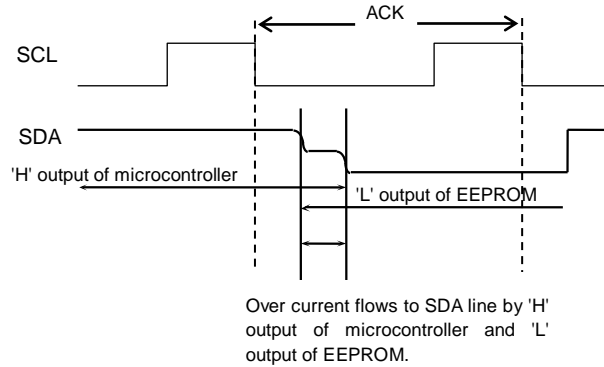 ACK
SCL
SDA
'H' output of microcontroller
'L' output of EEPROM
Over current flows to SDA line by 'H'
output of microcontroller and 'L'
output of EEPROM.